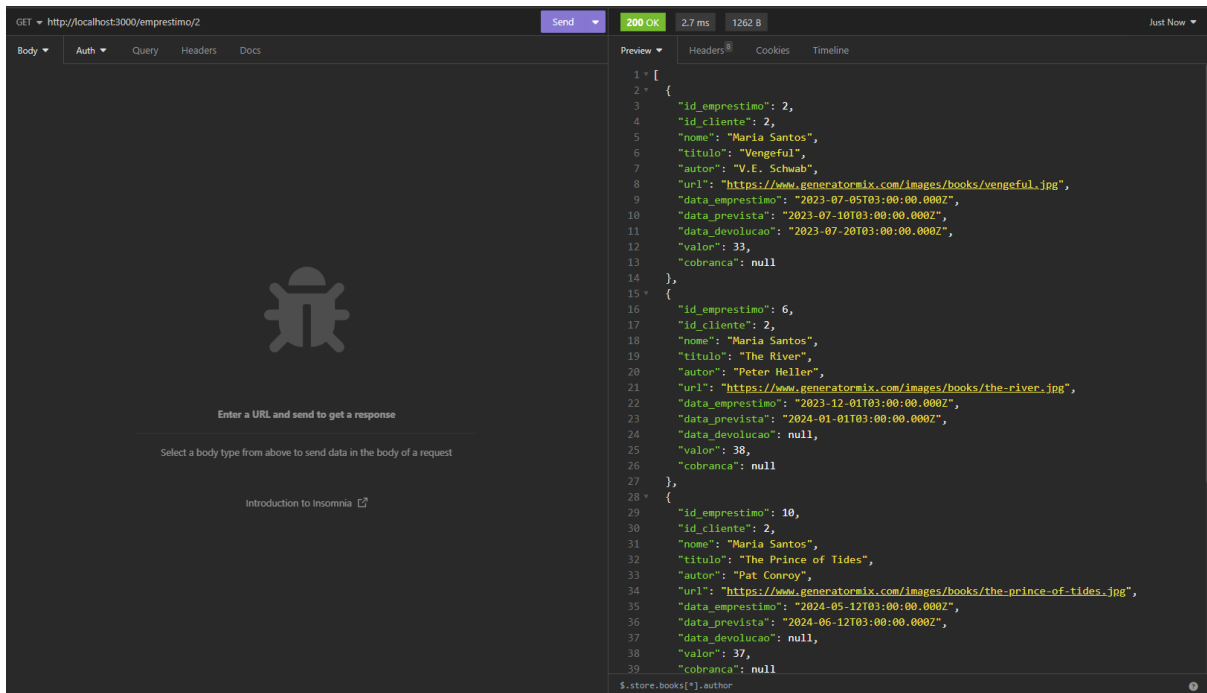 GET http://localhost:3000/emprestimo/2 Send
200 OK 2.7 ms 1262 B Just Now
Body Auth Query Headers Docs
Preview Headers 8 Cookies Timeline
Enter a URL and send to get a response
Select a body type from above to send data in the body of a request
Introduction to Insomnia
1 [
2 {
3 "id_emprestimo": 2,
4 "id_cliente": 2,
5 "nome": "Maria Santos",
6 "titulo": "Vengeful",
7 "autor": "V.E. Schwab",
8 "url": "https://www.generatormix.com/images/books/vengeful.jpg",
9 "data_emprestimo": "2023-07-05T03:00:00.000Z",
10 "data_prevista": "2023-07-10T03:00:00.000Z",
11 "data_devolucao": "2023-07-20T03:00:00.000Z",
12 "valor": 33,
13 "cobranca": null
14 },
15 {
16 "id_emprestimo": 6,
17 "id_cliente": 2,
18 "nome": "Maria Santos",
19 "titulo": "The River",
20 "autor": "Peter Heller",
21 "url": "https://www.generatormix.com/images/books/the-river.jpg",
22 "data_emprestimo": "2023-12-01T03:00:00.000Z",
23 "data_prevista": "2024-01-01T03:00:00.000Z",
24 "data_devolucao": null,
25 "valor": 38,
26 "cobranca": null
27 },
28 {
29 "id_emprestimo": 10,
30 "id_cliente": 2,
31 "nome": "Maria Santos",
32 "titulo": "The Prince of Tides",
33 "autor": "Pat Conroy",
34 "url": "https://www.generatormix.com/images/books/the-prince-of-tides.jpg",
35 "data_emprestimo": "2024-05-12T03:00:00.000Z",
36 "data_prevista": "2024-06-12T03:00:00.000Z",
37 "data_devolucao": null,
38 "valor": 37,
39 "cobranca": null
$.store.books[*].author